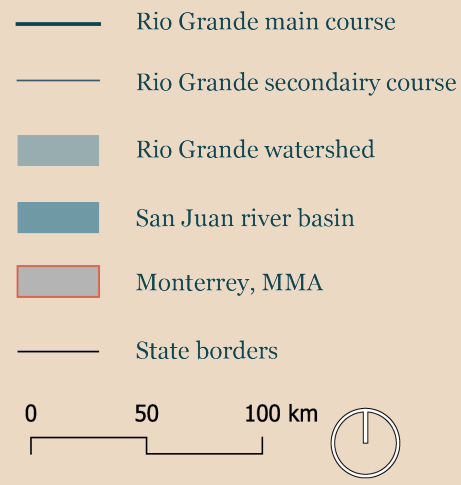 Rio Grande main course
Rio Grande secondairy course
Rio Grande watershed
San Juan river basin
Monterrey, MMA
State borders
0 50 100 km